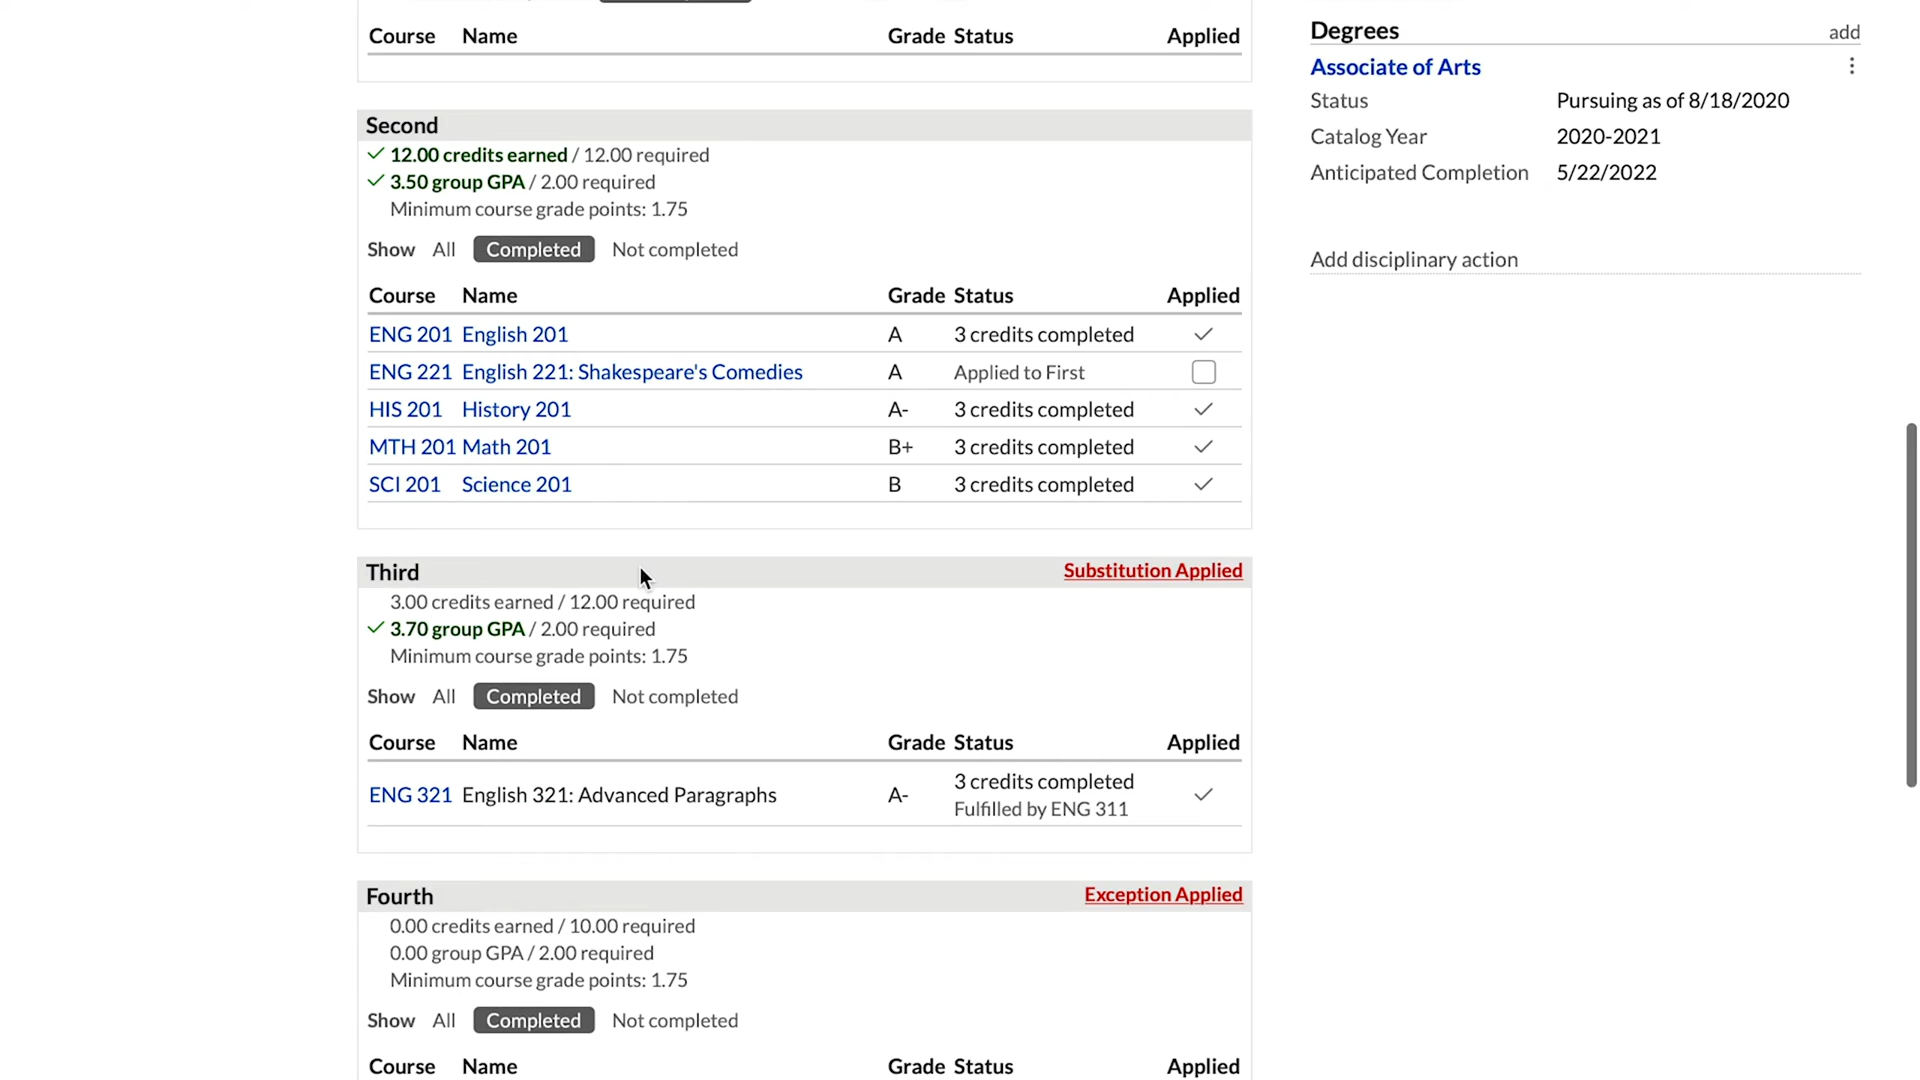 Course Name Grade Status Applied
Second
12.00 credits earned / 12.00 required
3.50 group GPA / 2.00 required
Minimum course grade points: 1.75
Show All Completed Not completed
Course Name Grade Status Applied
ENG 201 English 201 A 3 credits completed
ENG 221 English 221: Shakespeare's Comedies A Applied to First
HIS 201 History 201 A- 3 credits completed
MTH 201 Math 201 B+ 3 credits completed
SCI 201 Science 201 B 3 credits completed
Third Substitution Applied
3.00 credits earned / 12.00 required
3.70 group GPA / 2.00 required
Minimum course grade points: 1.75
Show All Completed Not completed
Course Name Grade Status Applied
ENG 321 English 321: Advanced Paragraphs A- 3 credits completed
Fulfilled by ENG 311
Fourth Exception Applied
0.00 credits earned / 10.00 required
0.00 group GPA / 2.00 required
Minimum course grade points: 1.75
Show All Completed Not completed
Course Name Grade Status Applied
Degrees add
Associate of Arts
Status Pursuing as of 8/18/2020
Catalog Year 2020-2021
Anticipated Completion 5/22/2022
Add disciplinary action